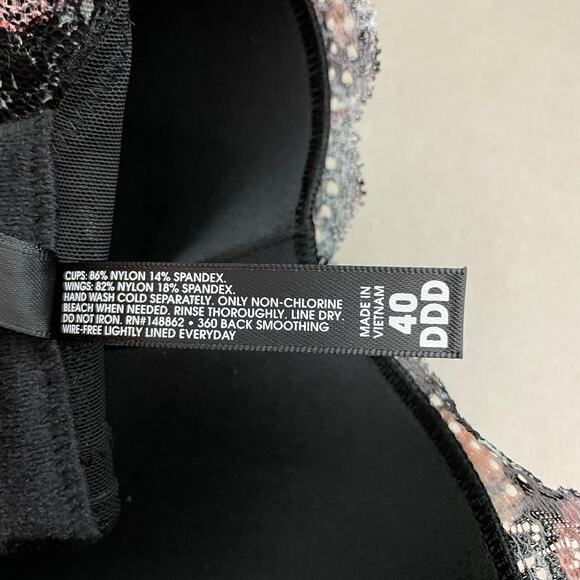 CUPS: 86% NYLON 14% SPANDEX.
WINGS: 82% NYLON 18% SPANDEX.
HAND WASH COLD SEPARATELY. ONLY NON-CHLORINE
BLEACH WHEN NEEDED. RINSE THOROUGHLY. LINE DRY.
DO NOT IRON. RN#148862 • 360 BACK SMOOTHING
WIRE-FREE LIGHTLY LINED EVERYDAY
MADE IN
VIETNAM
40
DDD